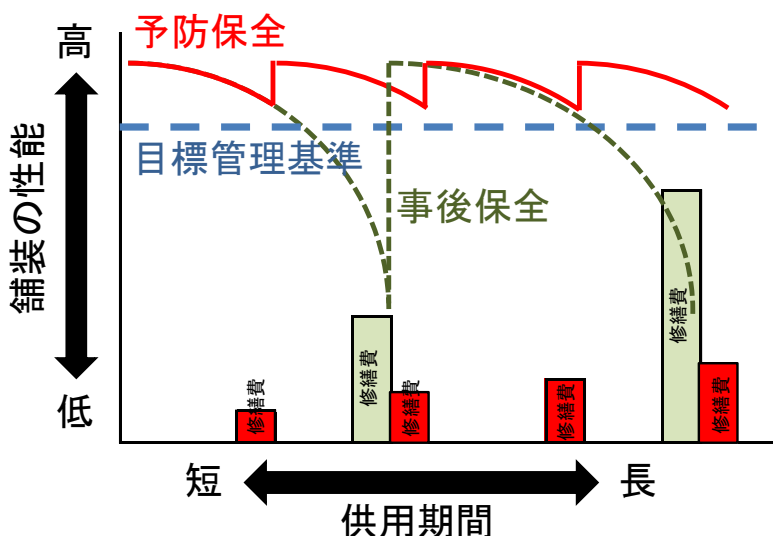 予防保全
高
目標管理基準
事後保全
舗装の性能
修繕費
修繕費
修繕費
修繕費
修繕費
修繕費
低
短
長
供用期間